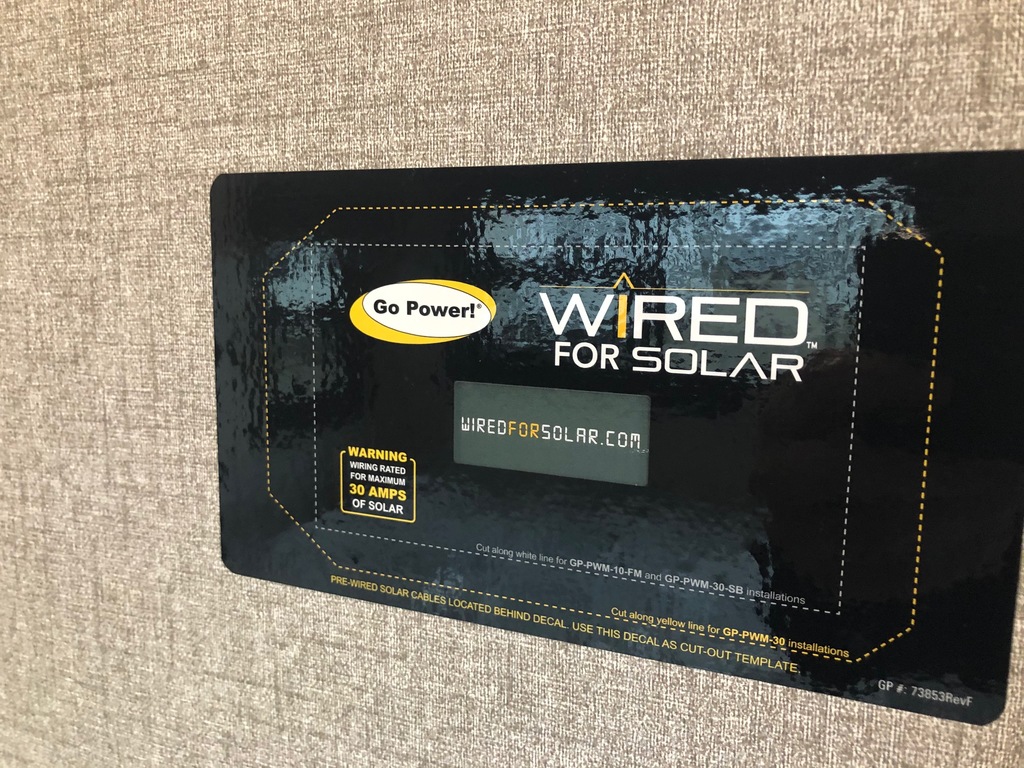 Go Power!®
WIRED™
FOR SOLAR
WIREDFORSOLAR.COM
WARNING
WIRING RATED
FOR MAXIMUM
30 AMPS
OF SOLAR
Cut along white line for GP-PWM-10-FM and GP-PWM-30-SB installations
Cut along yellow line for GP-PWM-30 installations
PRE-WIRED SOLAR CABLES LOCATED BEHIND DECAL. USE THIS DECAL AS CUT-OUT TEMPLATE.
GP #: 73853RevF